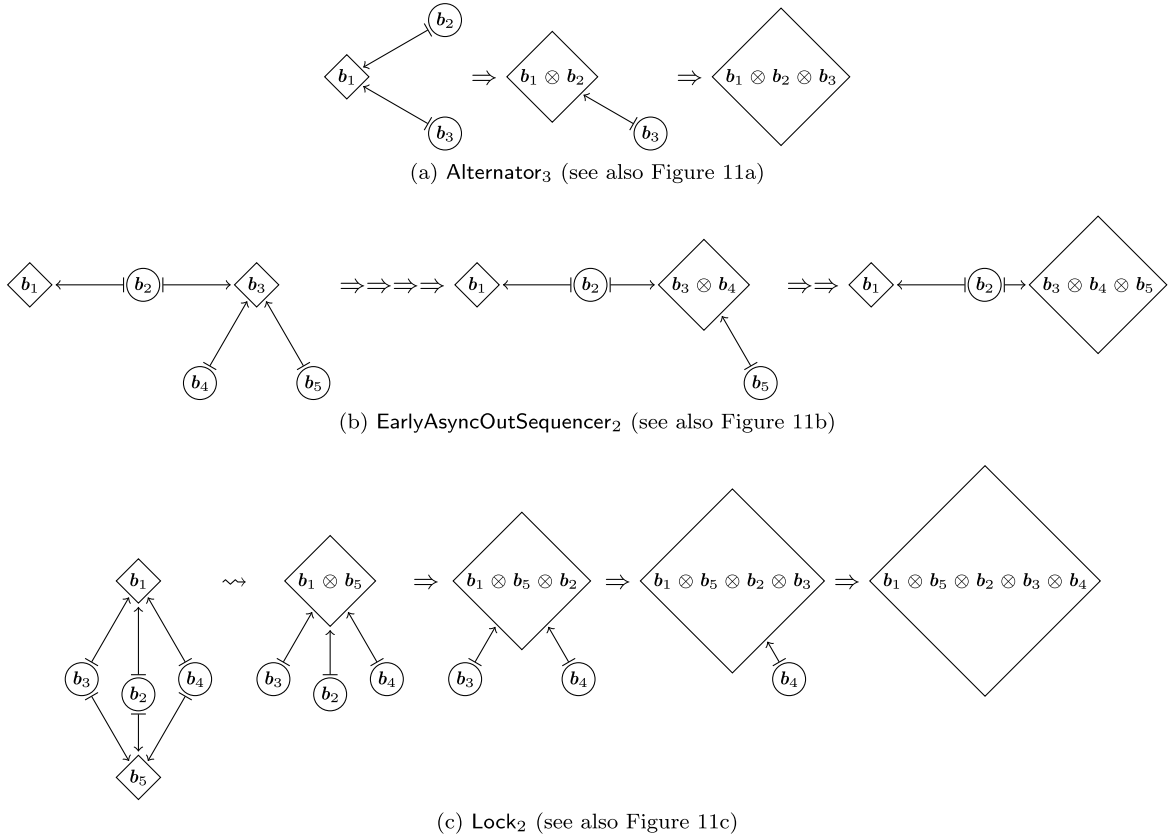 b₂
b₁ ⇒ b₁ ⊗ b₂ ⇒ b₁ ⊗ b₂ ⊗ b₃
b₃ b₃
(a) Alternator₃ (see also Figure 11a)
b₁ b₂ b₃ ⇒⇒⇒⇒ b₁ b₂ b₃ ⊗ b₄ ⇒⇒ b₁ b₂ b₃ ⊗ b₄ ⊗ b₅
b₄ b₅ b₅
(b) EarlyAsyncOutSequencer₂ (see also Figure 11b)
b₁ ⇝ b₁ ⊗ b₅ ⇒ b₁ ⊗ b₅ ⊗ b₂ ⇒ b₁ ⊗ b₅ ⊗ b₂ ⊗ b₃ ⇒ b₁ ⊗ b₅ ⊗ b₂ ⊗ b₃ ⊗ b₄
b₃ b₂ b₄ b₃ b₂ b₄ b₃ b₄ b₄
b₅
(c) Lock₂ (see also Figure 11c)